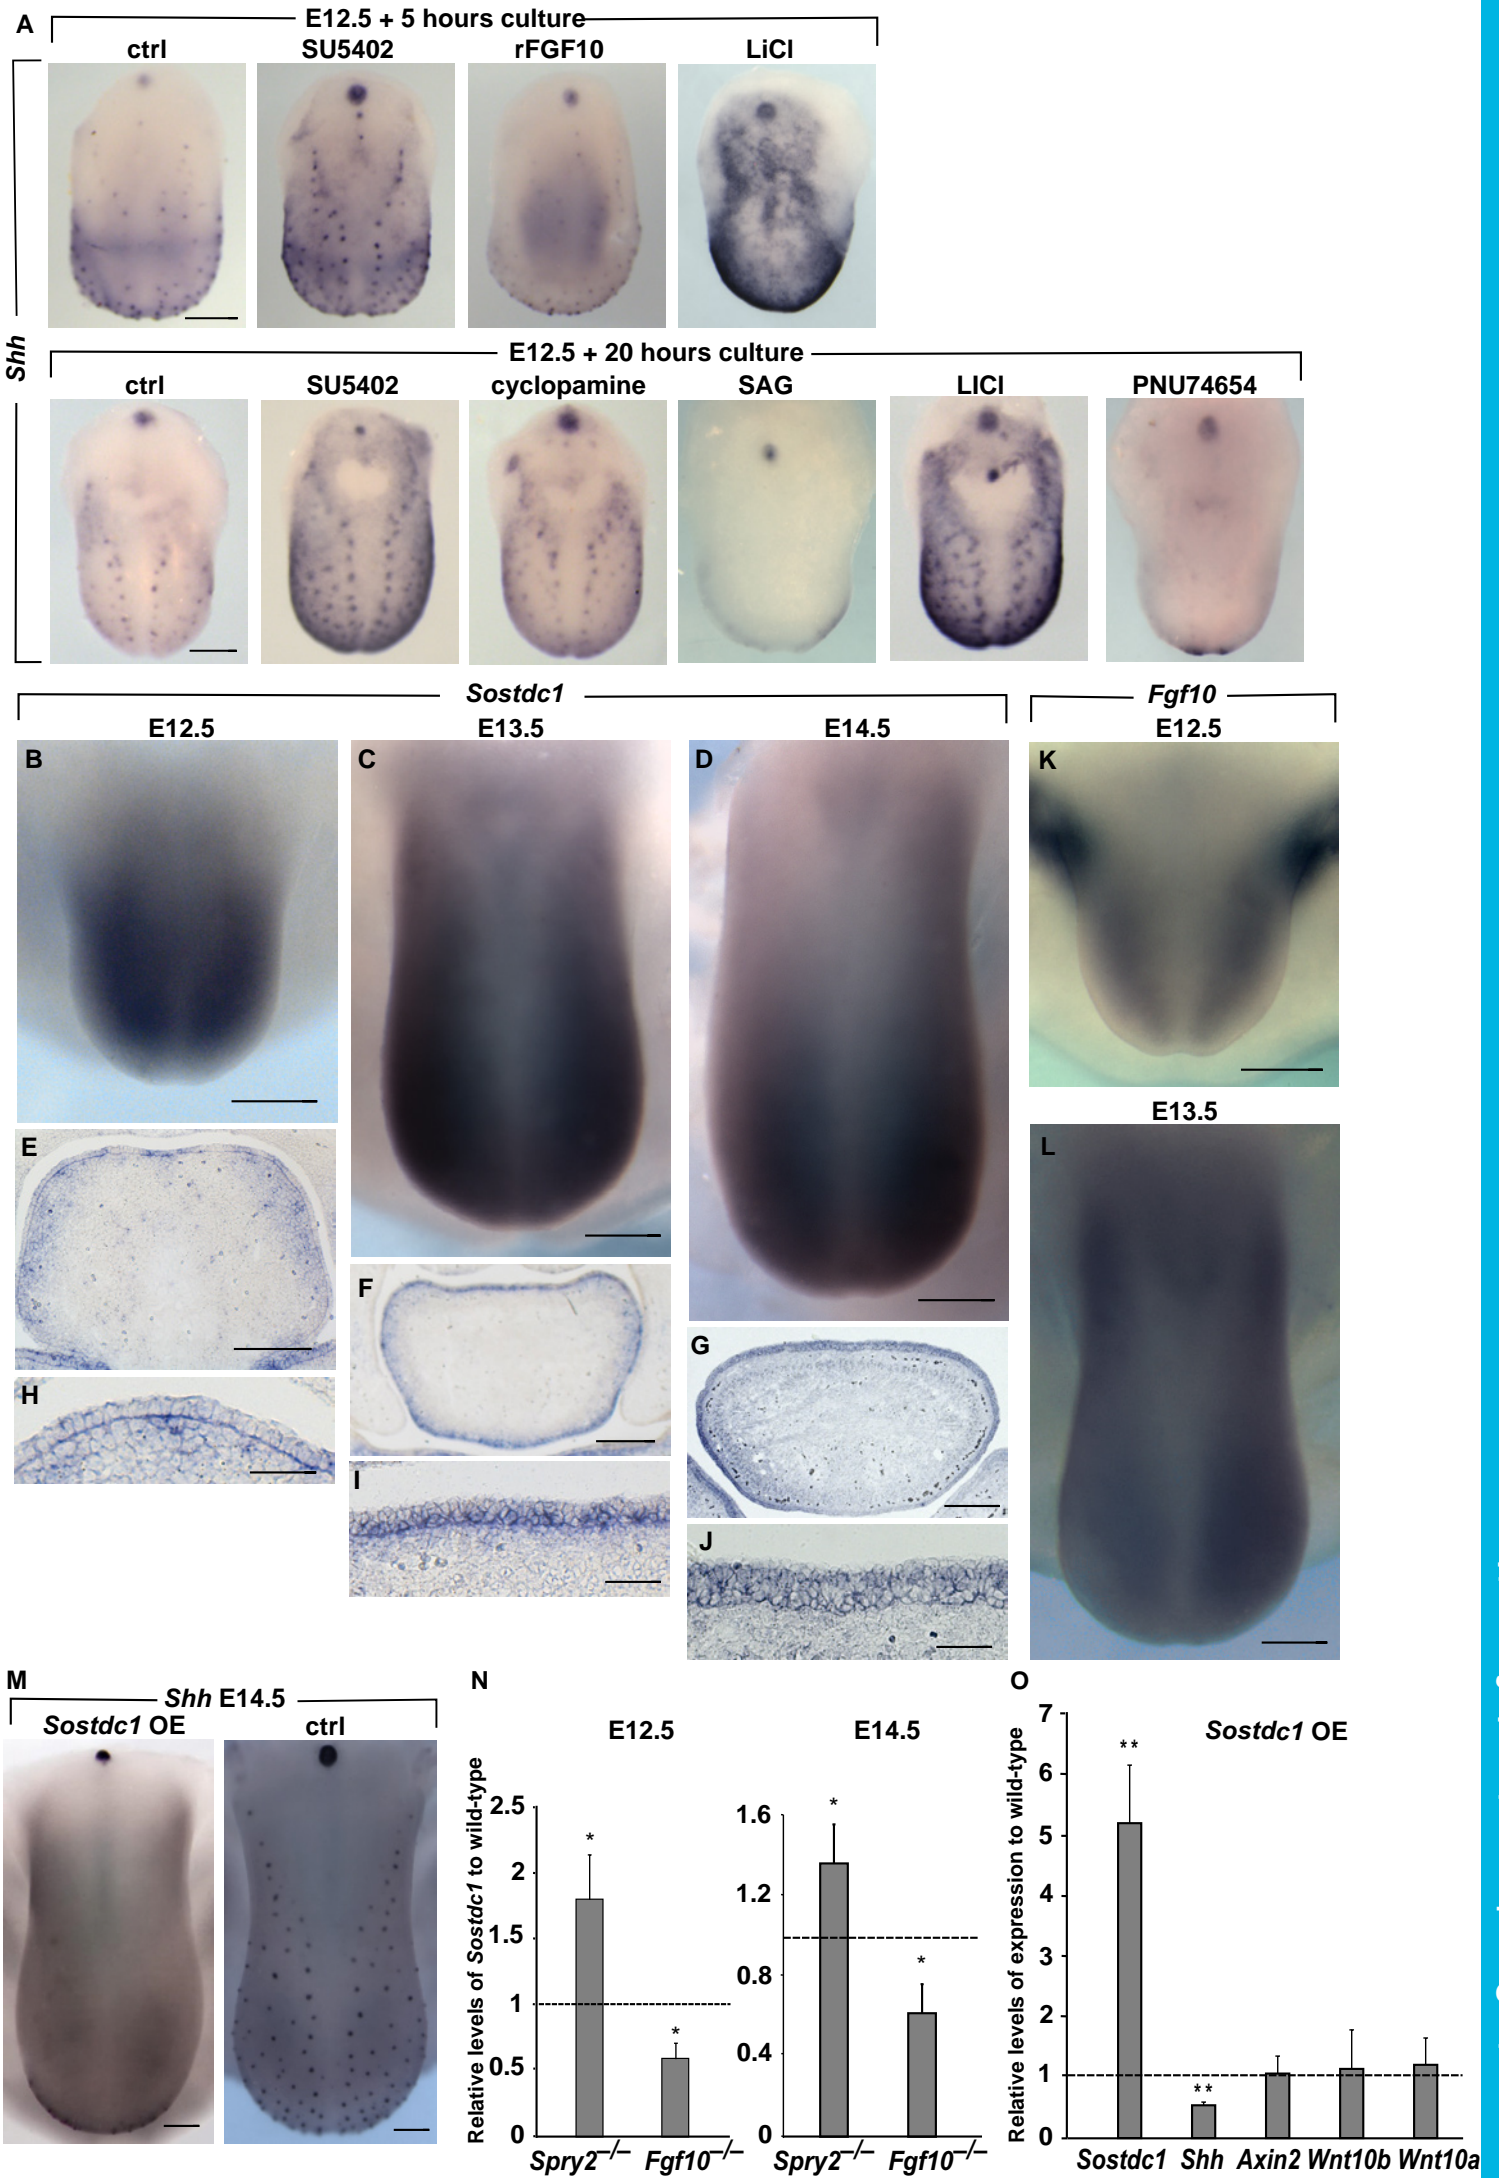 A
E12.5 + 5 hours culture
ctrl
SU5402
rFGF10
LiCl
Shh
E12.5 + 20 hours culture
ctrl
SU5402
cyclopamine
SAG
LICl
PNU74654
Sostdc1
Fgf10
E12.5
E13.5
E14.5
E12.5
B
C
D
K
E13.5
E
L
F
G
H
I
J
M
N
O
Shh E14.5
Sostdc1 OE
ctrl
E12.5
E14.5
Sostdc1 OE
Relative levels of Sostdc1 to wild-type
2.5
2
1.5
1
0.5
0
*
*
Spry2–/–
Fgf10–/–
1.6
1.2
0.8
0.4
0
*
*
Spry2–/–
Fgf10–/–
Relative levels of expression to wild-type
7
6
5
4
3
2
1
0
**
**
Sostdc1
Shh
Axin2
Wnt10b
Wnt10a